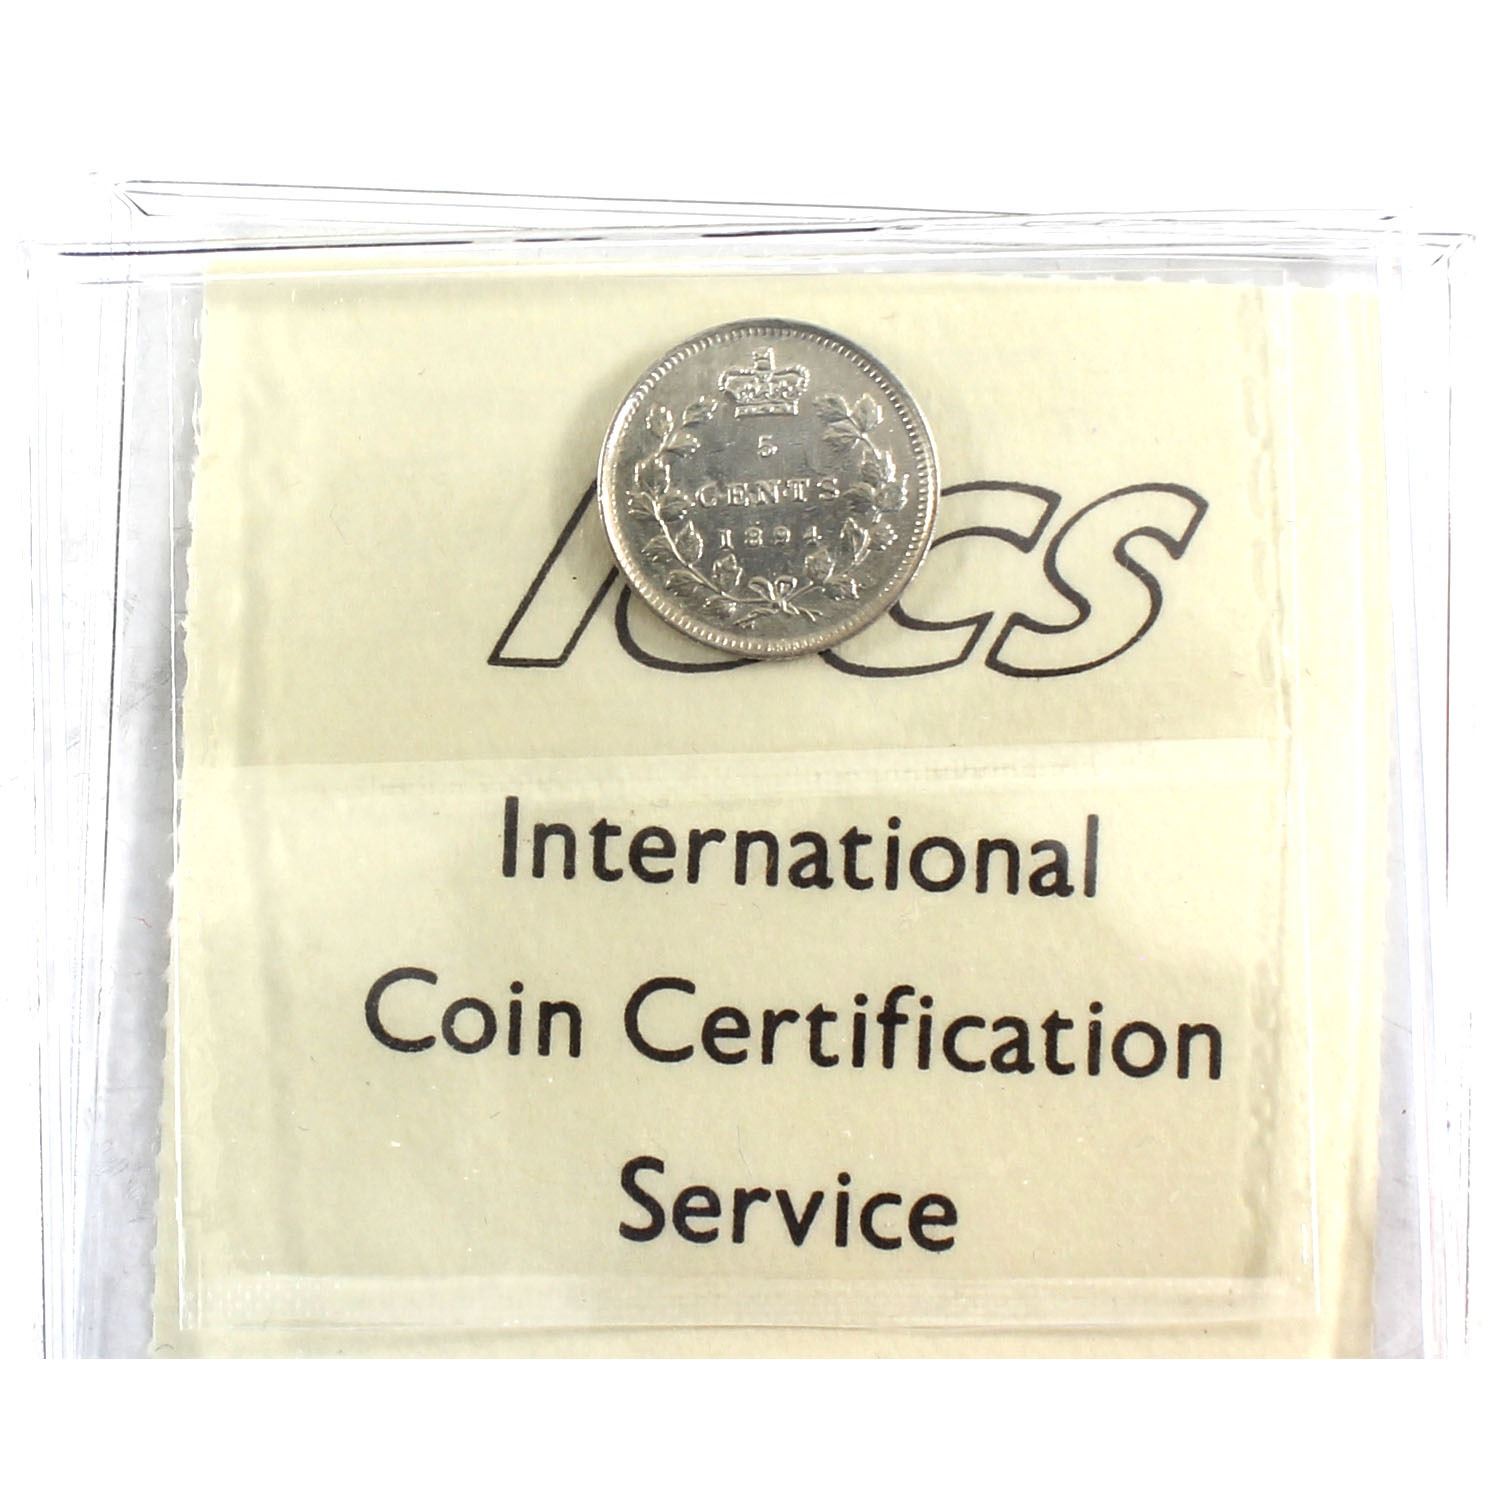 5
CENTS
1894
ICCS
International
Coin Certification
Service